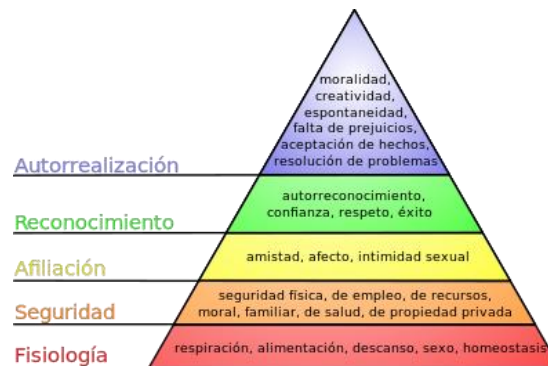 moralidad,
creatividad,
espontaneidad,
falta de prejuicios,
aceptación de hechos,
resolución de problemas
Autorrealización
autorreconocimiento,
confianza, respeto, éxito
Reconocimiento
amistad, afecto, intimidad sexual
Afiliación
seguridad física, de empleo, de recursos,
moral, familiar, de salud, de propiedad privada
Seguridad
respiración, alimentación, descanso, sexo, homeostasis
Fisiología